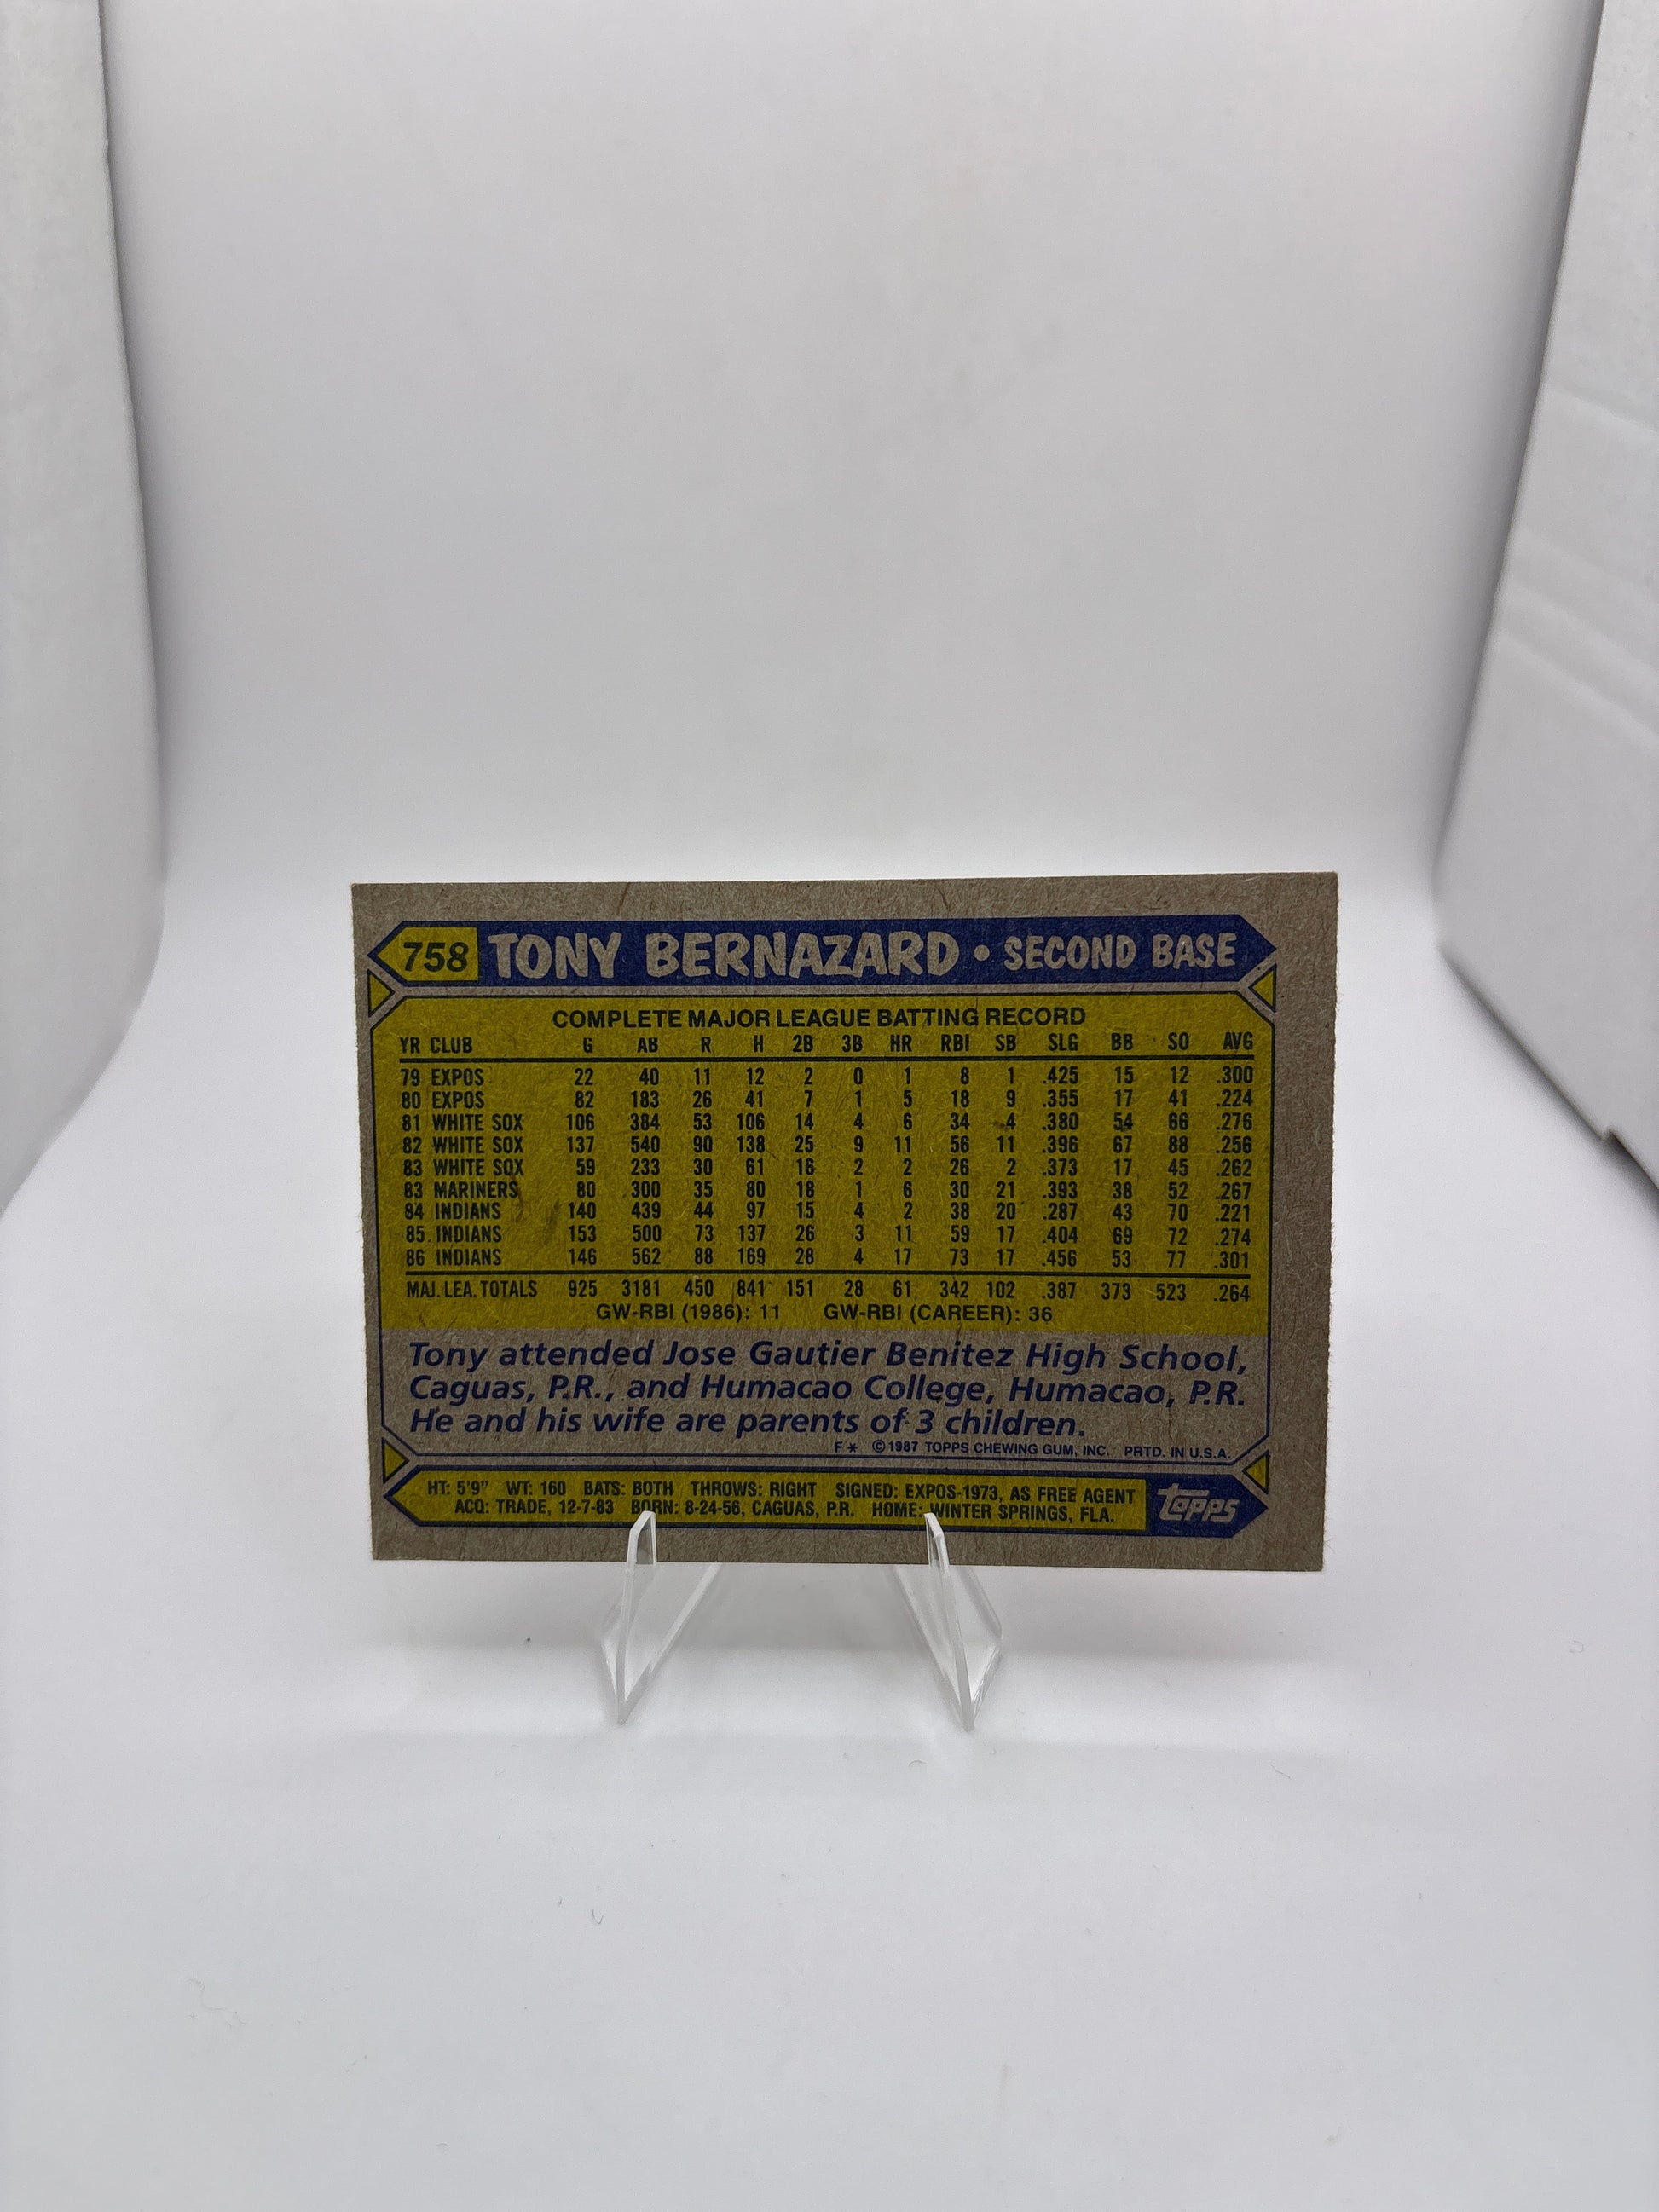 758 TONY BERNAZARD • SECOND BASE
COMPLETE MAJOR LEAGUE BATTING RECORD
YR CLUB G AB R H 2B 3B HR RBI SB SLG BB SO AVG
79 EXPOS 22 40 11 12 2 0 1 8 1 .425 15 12 .300
80 EXPOS 82 183 26 41 7 1 5 18 9 .355 17 41 .224
81 WHITE SOX 106 384 53 106 14 4 6 34 4 .380 54 66 .276
82 WHITE SOX 137 540 90 138 25 9 11 56 11 .396 67 88 .256
83 WHITE SOX 59 233 30 61 16 2 2 26 2 .373 17 45 .262
83 MARINERS 80 300 35 80 18 1 6 30 21 .393 38 52 .267
84 INDIANS 140 439 44 97 15 4 2 38 20 .287 43 70 .221
85 INDIANS 153 500 73 137 26 3 11 59 17 .404 69 72 .274
86 INDIANS 146 562 88 169 28 4 17 73 17 .456 53 77 .301
MAJ. LEA. TOTALS 925 3181 450 841 151 28 61 342 102 .387 373 523 .264
GW-RBI (1986): 11 GW-RBI (CAREER): 36
Tony attended Jose Gautier Benitez High School,
Caguas, P.R., and Humacao College, Humacao, P.R.
He and his wife are parents of 3 children.
F* ©1987 TOPPS CHEWING GUM, INC. PRTD. IN U.S.A.
HT: 5'9" WT: 160 BATS: BOTH THROWS: RIGHT SIGNED: EXPOS-1973, AS FREE AGENT
ACQ: TRADE, 12-7-83 BORN: 8-24-56, CAGUAS, P.R. HOME: WINTER SPRINGS, FLA.
topps